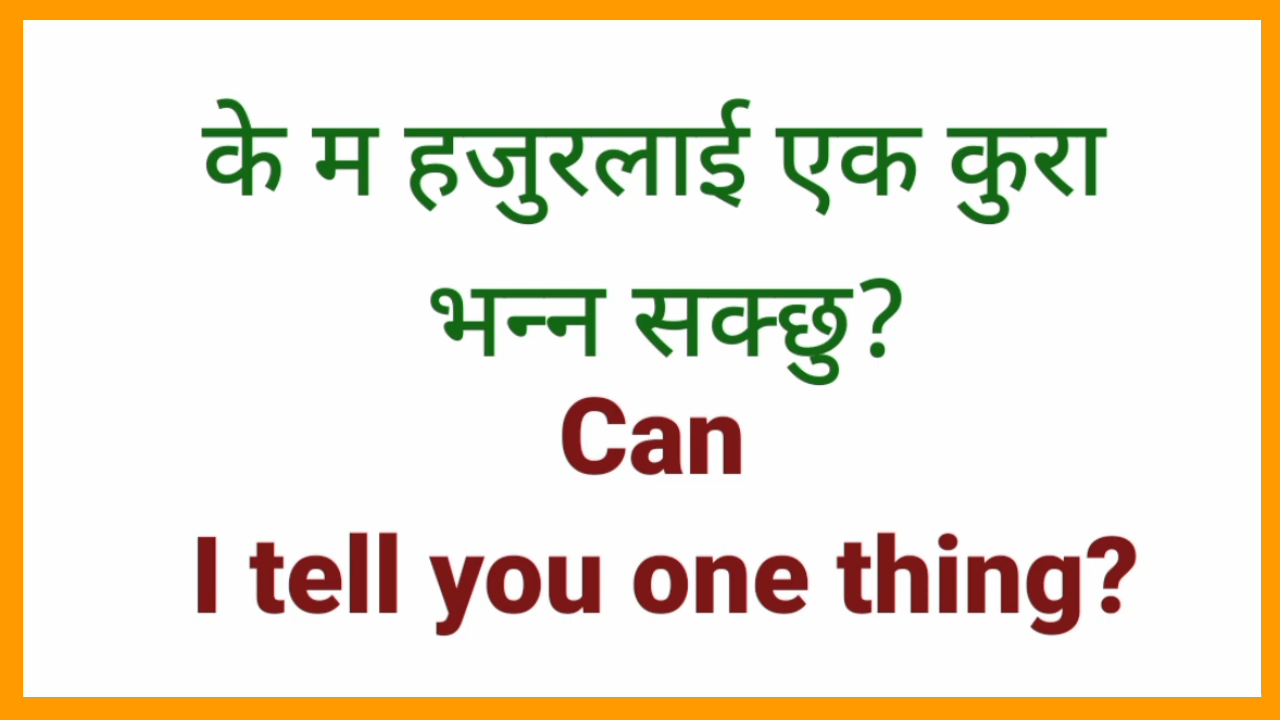 के म हजुरलाई एक कुरा
भन्न सक्छु?
Can
I tell you one thing?